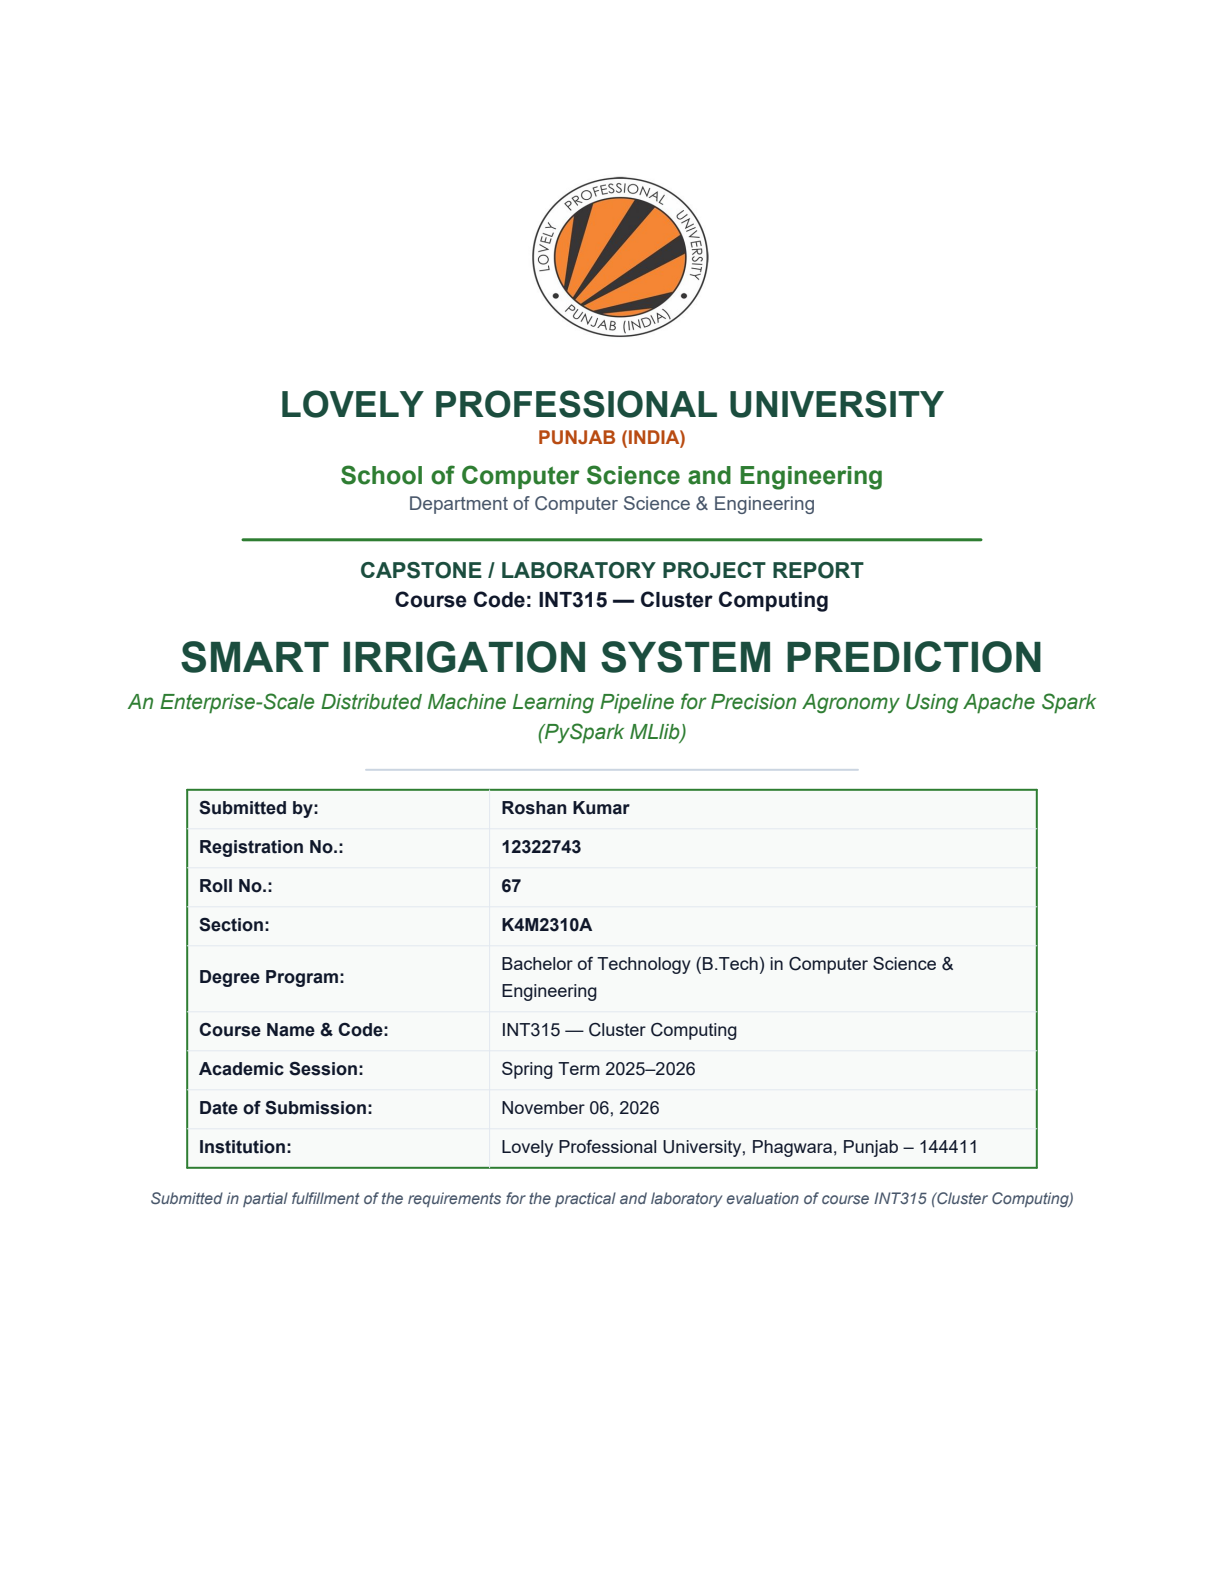 LOVELY PROFESSIONAL UNIVERSITY
PUNJAB (INDIA)
LOVELY PROFESSIONAL UNIVERSITY
PUNJAB (INDIA)
School of Computer Science and Engineering
Department of Computer Science & Engineering
CAPSTONE / LABORATORY PROJECT REPORT
Course Code: INT315 — Cluster Computing
SMART IRRIGATION SYSTEM PREDICTION
An Enterprise-Scale Distributed Machine Learning Pipeline for Precision Agronomy Using Apache Spark
(PySpark MLlib)
Submitted by: Roshan Kumar
Registration No.: 12322743
Roll No.: 67
Section: K4M2310A
Degree Program: Bachelor of Technology (B.Tech) in Computer Science &
Engineering
Course Name & Code: INT315 — Cluster Computing
Academic Session: Spring Term 2025–2026
Date of Submission: November 06, 2026
Institution: Lovely Professional University, Phagwara, Punjab – 144411
Submitted in partial fulfillment of the requirements for the practical and laboratory evaluation of course INT315 (Cluster Computing)